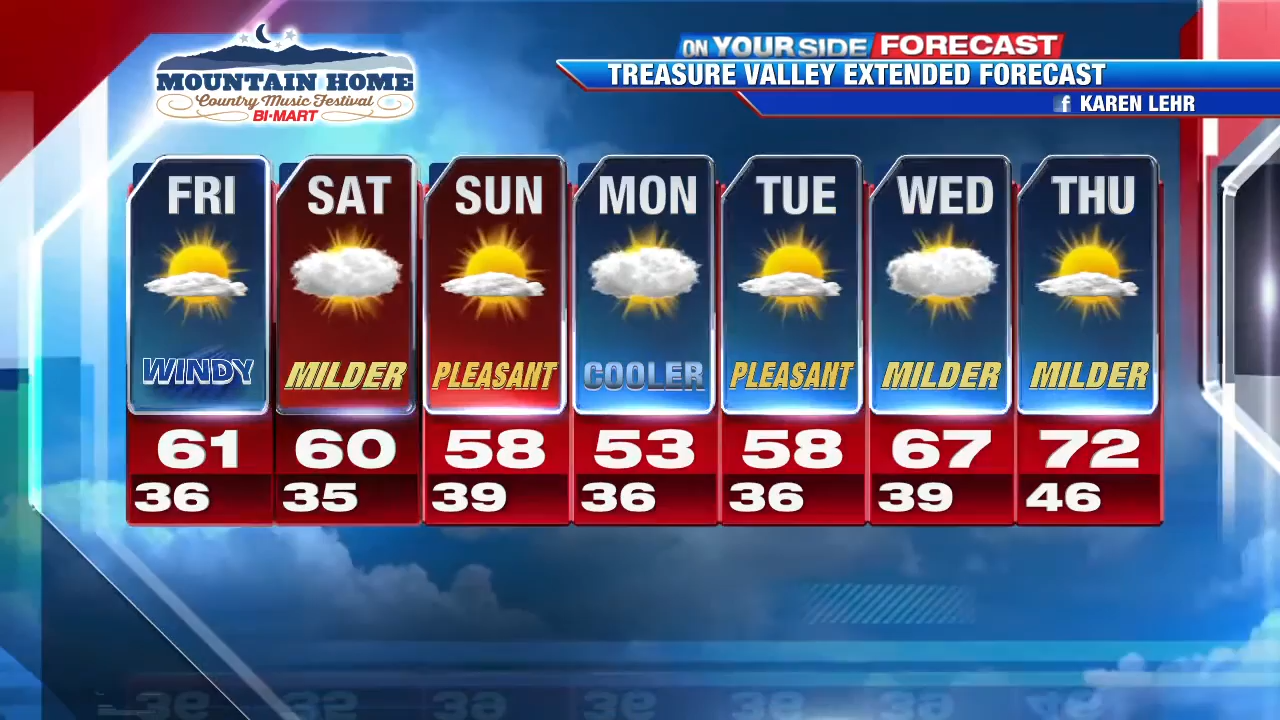 MOUNTAIN HOME
Country Music Festival
BI-MART
ON YOUR SIDE FORECAST
TREASURE VALLEY EXTENDED FORECAST
f KAREN LEHR
FRI SAT SUN MON TUE WED THU
WINDY MILDER PLEASANT COOLER PLEASANT MILDER MILDER
61 60 58 53 58 67 72
36 35 39 36 36 39 46